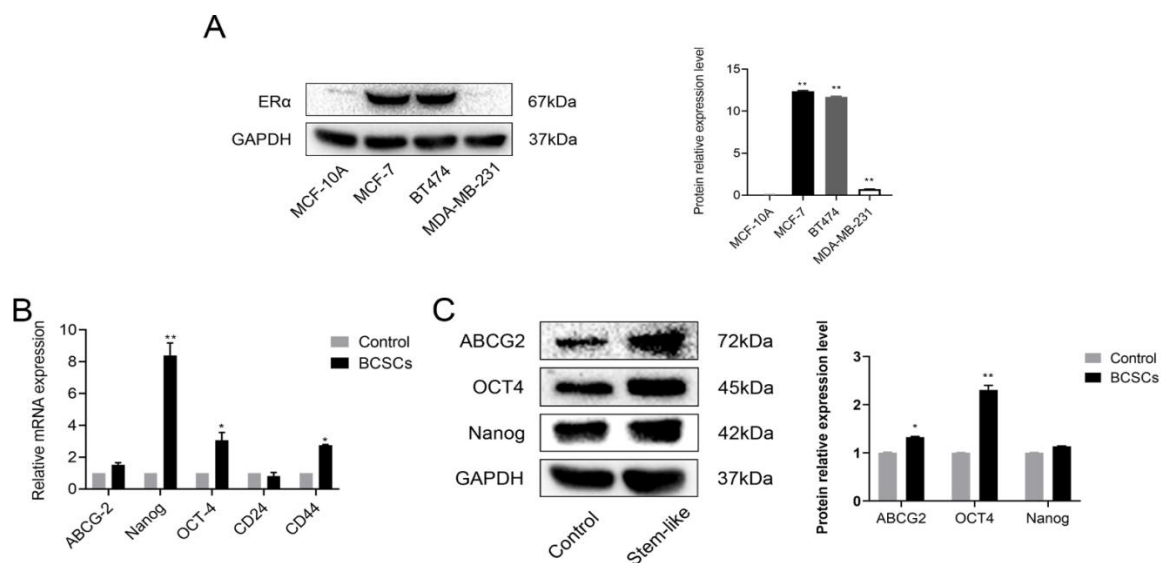 A
ERα
67kDa
GAPDH
37kDa
MCF-10A
MCF-7
BT474
MDA-MB-231
Protein relative expression level
15
10
5
0
**
**
**
MCF-10A
MCF-7
BT474
MDA-MB-231
B
Relative mRNA expression
10
8
6
4
2
0
**
*
*
Control
BCSCs
ABCG-2
Nanog
OCT-4
CD24
CD44
C
ABCG2
72kDa
OCT4
45kDa
Nanog
42kDa
GAPDH
37kDa
Control
Stem-like
Protein relative expression level
3
2
1
0
*
**
Control
BCSCs
ABCG2
OCT4
Nanog